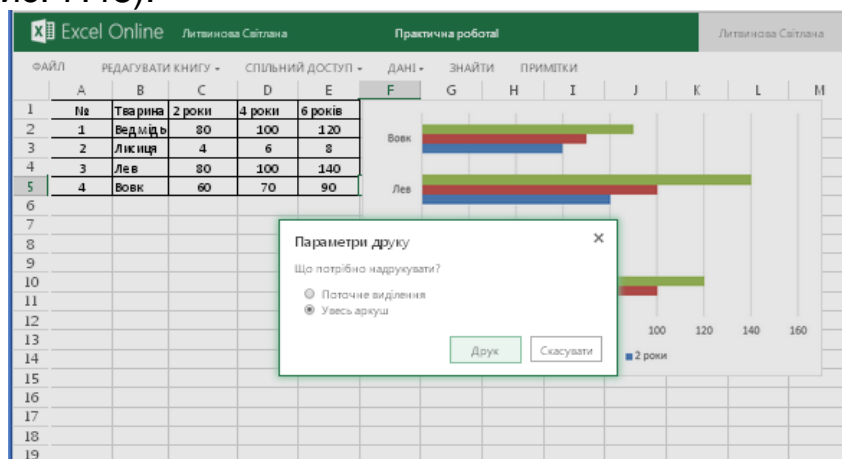 Excel Online Литвинова Світлана Практична робота1 Литвинова Світлана
ФАЙЛ РЕДАГУВАТИ КНИГУ СПІЛЬНИЙ ДОСТУП ДАНІ ЗНАЙТИ ПРИМІТКИ
A B C D E F G H I J K L M
1 № Тварина 2 роки 4 роки 6 років
2 1 Ведмідь 80 100 120
3 2 Лисиця 4 6 8
4 3 Лев 80 100 140
5 4 Вовк 60 70 90
6
7
8
9
10
11
12
13
14
15
16
17
18
19
Вовк
Лев
Параметри друку
Що потрібно надрукувати?
Поточне виділення
Увесь аркуш
Друк Скасувати
100 120 140 160
2 роки